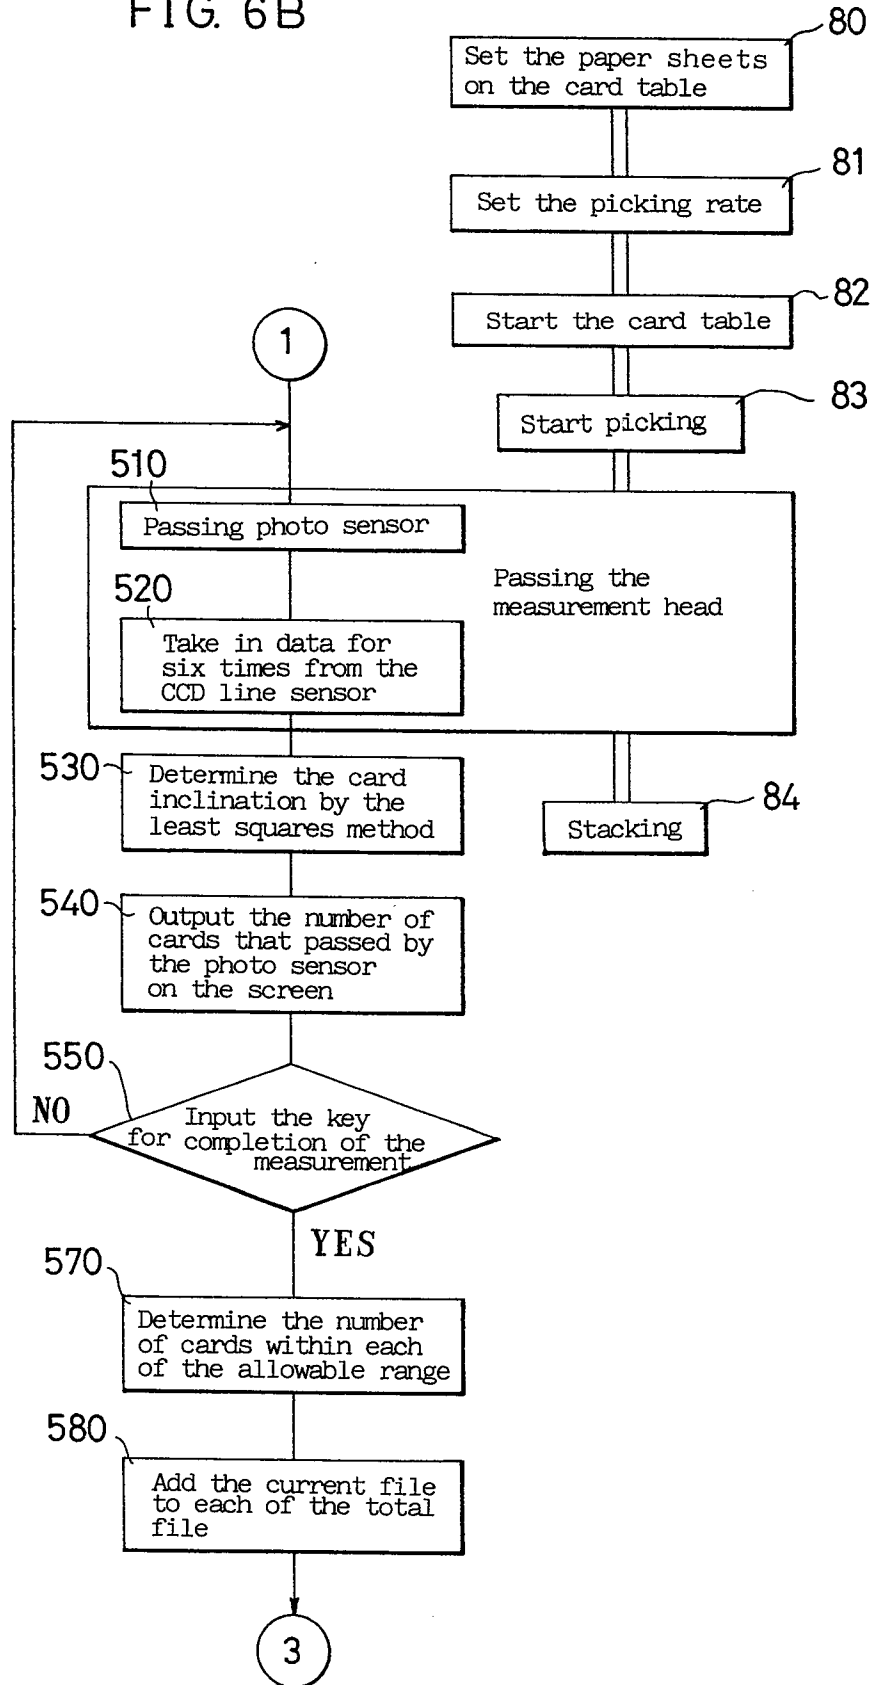 FIG. 6B
80
Set the paper sheets
on the card table
81
Set the picking rate
82
Start the card table
83
Start picking
1
510
Passing photo sensor
520
Take in data for
six times from the
CCD line sensor
Passing the
measurement head
530
Determine the card
inclination by the
least squares method
84
Stacking
540
Output the number of
cards that passed by
the photo sensor
on the screen
550
NO
Input the key
for completion of the
measurement
YES
570
Determine the number
of cards within each
of the allowable range
580
Add the current file
to each of the total
file
3